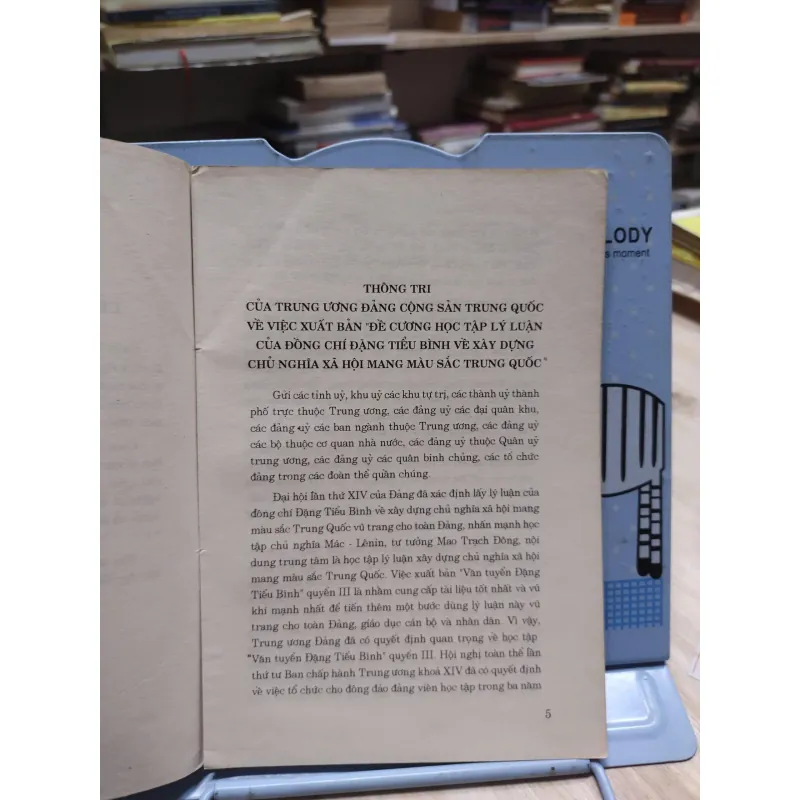 THÔNG TRI
CỦA TRUNG ƯƠNG ĐẢNG CỘNG SẢN TRUNG QUỐC
VỀ VIỆC XUẤT BẢN "ĐỀ CƯƠNG HỌC TẬP LÝ LUẬN
CỦA ĐỒNG CHÍ ĐẶNG TIỂU BÌNH VỀ XÂY DỰNG
CHỦ NGHĨA XÃ HỘI MANG MÀU SẮC TRUNG QUỐC"
Gửi các tỉnh uỷ, khu uỷ các khu tự trị, các thành uỷ thành
phố trực thuộc Trung ương, các đảng uỷ các đại quân khu,
các đảng uỷ các ban ngành thuộc Trung ương, các đảng uỷ
các bộ thuộc cơ quan nhà nước, các đảng uỷ thuộc Quân uỷ
trung ương, các đảng uỷ các quân binh chủng, các tổ chức
đảng trong các đoàn thể quần chúng.
Đại hội lần thứ XIV của Đảng đã xác định lấy lý luận của
đồng chí Đặng Tiểu Bình về xây dựng chủ nghĩa xã hội mang
màu sắc Trung Quốc vũ trang cho toàn Đảng, nhấn mạnh học
tập chủ nghĩa Mác - Lênin, tư tưởng Mao Trạch Đông, nội
dung trung tâm là học tập lý luận xây dựng chủ nghĩa xã hội
mang màu sắc Trung Quốc. Việc xuất bản "Văn tuyển Đặng
Tiểu Bình" quyển III là nhằm cung cấp tài liệu tốt nhất và vũ
khí mạnh nhất để tiến thêm một bước dùng lý luận này vũ
trang cho toàn Đảng, giáo dục cán bộ và nhân dân. Vì vậy,
Trung ương Đảng đã có quyết định quan trọng về học tập
"Văn tuyển Đặng Tiểu Bình" quyển III. Hội nghị toàn thể lần
thứ tư Ban chấp hành Trung ương khoá XIV đã có quyết định
về việc tổ chức cho đông đảo đảng viên học tập trong ba năm
5
LODY
s moment